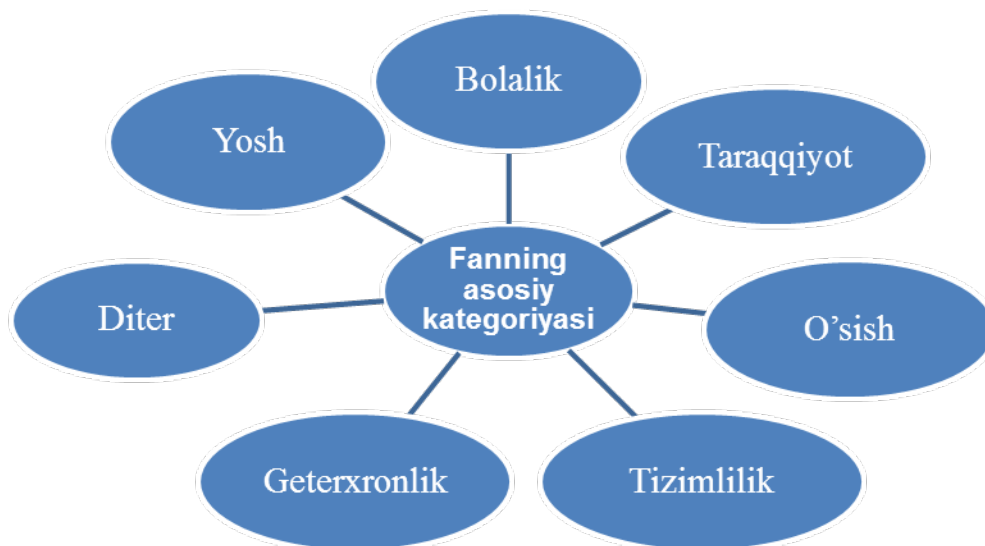 Bolalik
Yosh
Taraqqiyot
Fanning
asosiy
kategoriyasi
Diter
O’sish
Geterxronlik
Tizimlilik